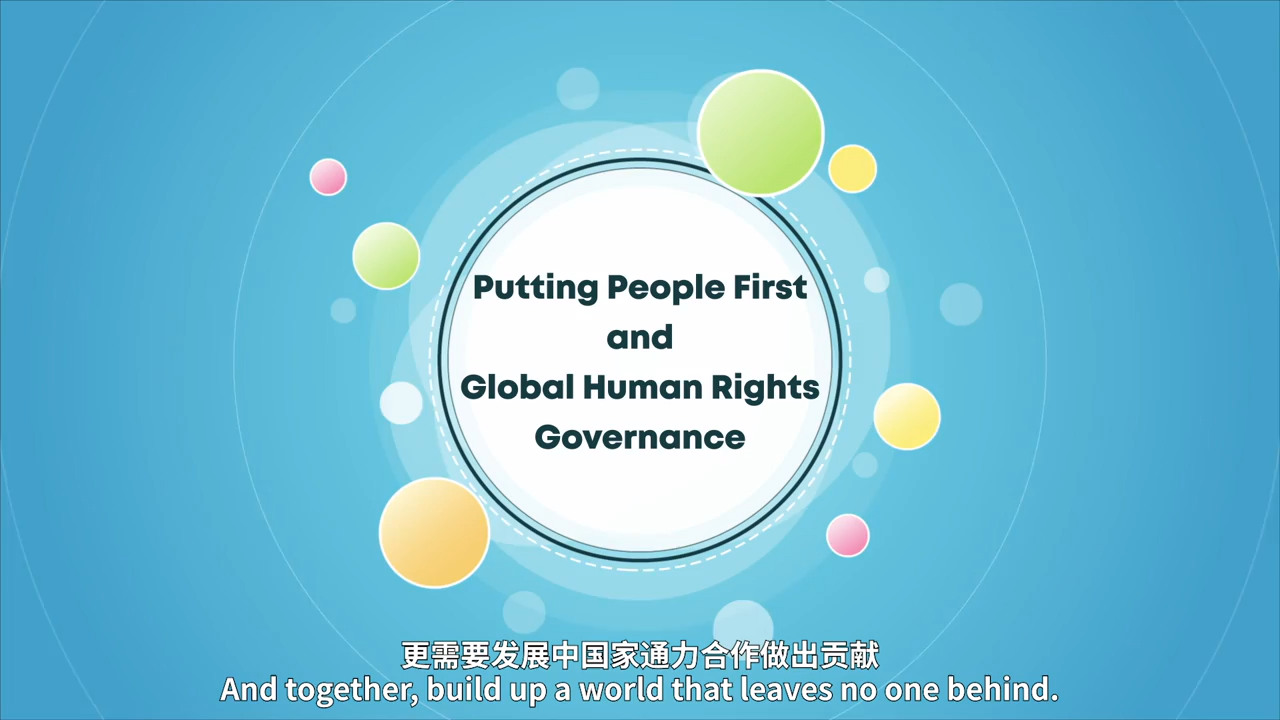 Putting People First
and
Global Human Rights
Governance
更需要发展中国家通力合作做出贡献
And together, build up a world that leaves no one behind.